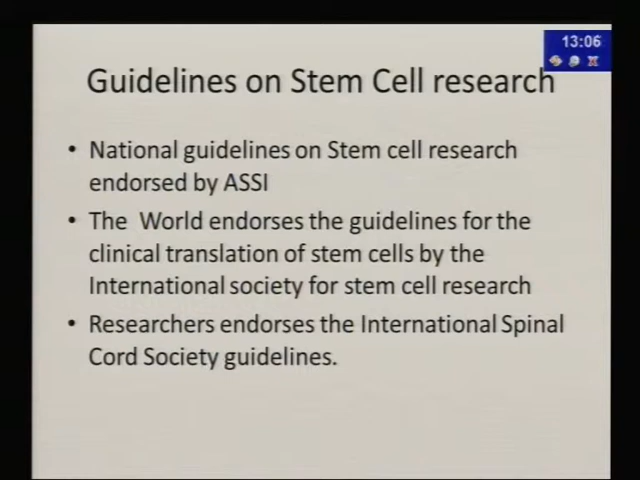 13:06
Guidelines on Stem Cell research
• National guidelines on Stem cell research
endorsed by ASSI
• The World endorses the guidelines for the
clinical translation of stem cells by the
International society for stem cell research
• Researchers endorses the International Spinal
Cord Society guidelines.